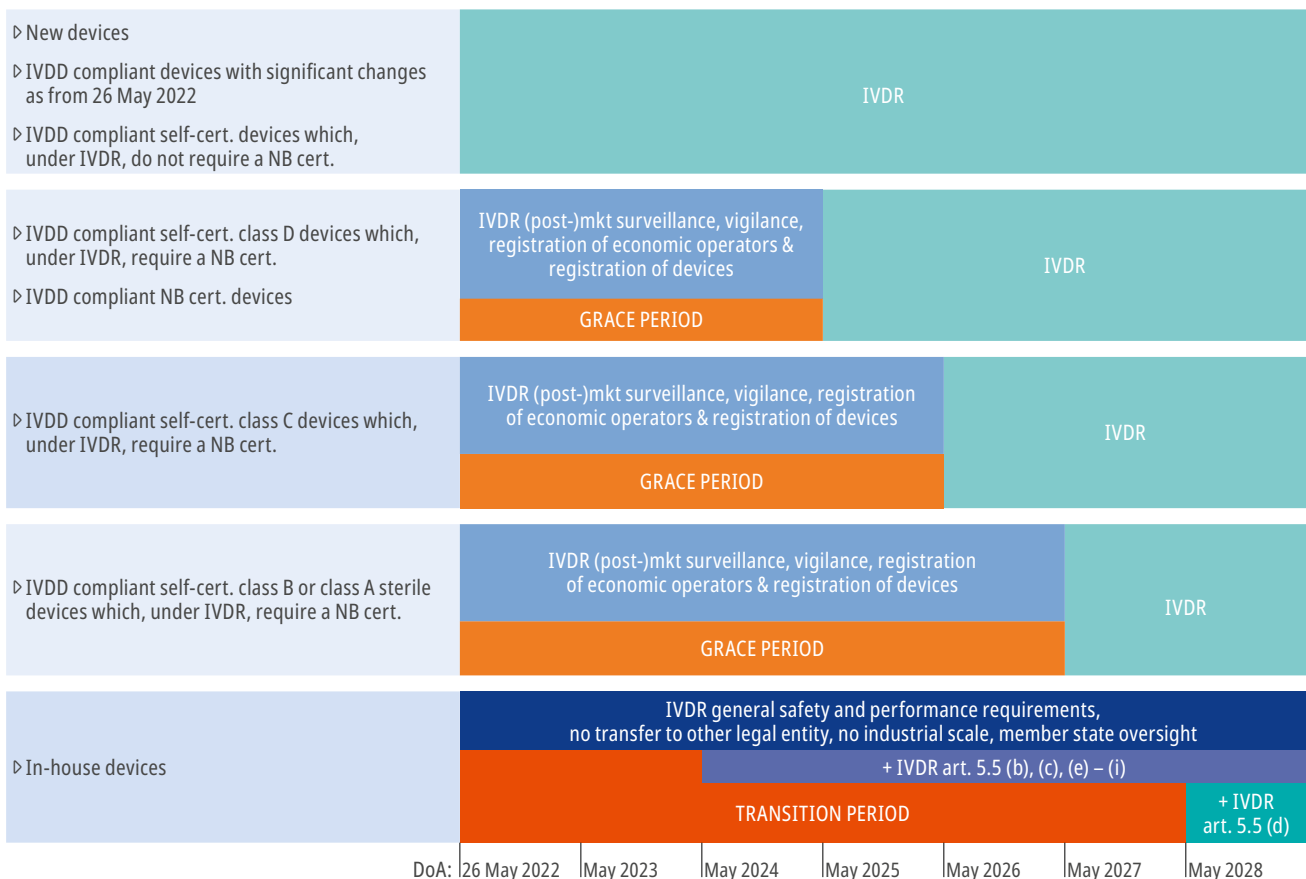 ▷ New devices
▷ IVDD compliant devices with significant changes
as from 26 May 2022
▷ IVDD compliant self-cert. devices which,
under IVDR, do not require a NB cert.
IVDR
▷ IVDD compliant self-cert. class D devices which,
under IVDR, require a NB cert.
▷ IVDD compliant NB cert. devices
IVDR (post-)mkt surveillance, vigilance,
registration of economic operators &
registration of devices
GRACE PERIOD
IVDR
▷ IVDD compliant self-cert. class C devices which,
under IVDR, require a NB cert.
IVDR (post-)mkt surveillance, vigilance, registration
of economic operators & registration of devices
GRACE PERIOD
IVDR
▷ IVDD compliant self-cert. class B or class A sterile
devices which, under IVDR, require a NB cert.
IVDR (post-)mkt surveillance, vigilance, registration
of economic operators & registration of devices
GRACE PERIOD
IVDR
▷ In-house devices
IVDR general safety and performance requirements,
no transfer to other legal entity, no industrial scale, member state oversight
+ IVDR art. 5.5 (b), (c), (e) – (i)
TRANSITION PERIOD
+ IVDR
art. 5.5 (d)
DoA: 26 May 2022 May 2023 May 2024 May 2025 May 2026 May 2027 May 2028